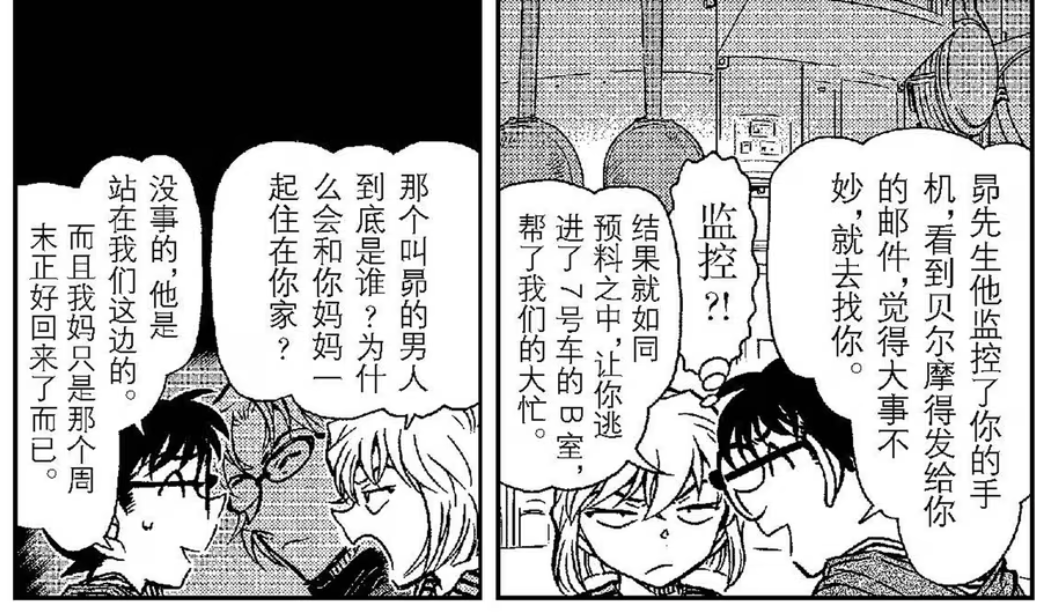 昴先生他监控了你的手
机，看到贝尔摩得发给你
的邮件，觉得大事不
妙，就去找你。
监控?!
结果就如同
预料之中，让你逃
进了7号车的B室，
帮了我们的大忙。
那个叫昴的男人
到底是谁？为什
么会和你妈妈一
起住在你家？
没事的，他是
站在我们这边的。
而且我妈只是那个周
末正好回来了而已。